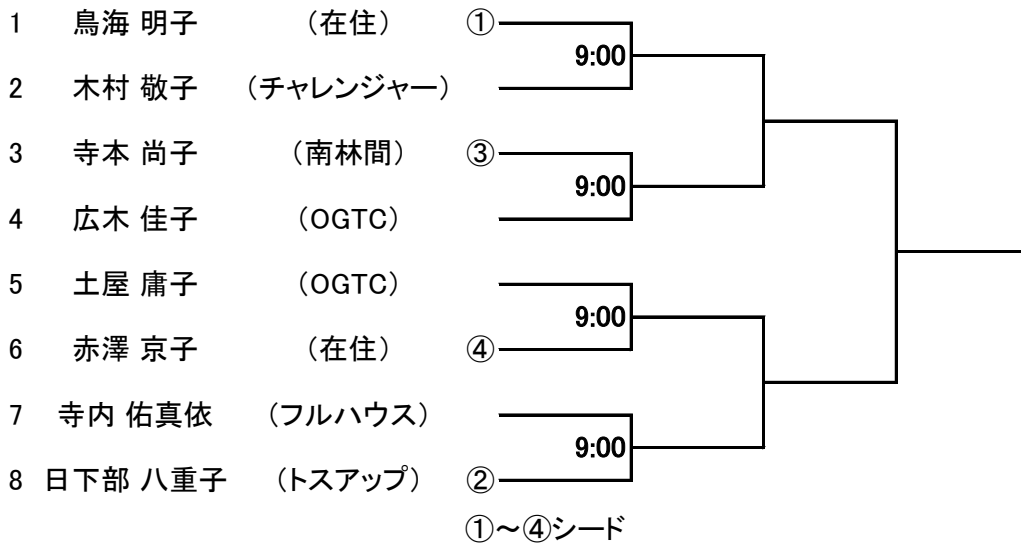 1 鳥海 明子 （在住） ①
9:00
2 木村 敬子 （チャレンジャー）
3 寺本 尚子 （南林間） ③
9:00
4 広木 佳子 （OGTC）
5 土屋 庸子 （OGTC）
9:00
6 赤澤 京子 （在住） ④
7 寺内 佑真依 （フルハウス）
9:00
8 日下部 八重子 （トスアップ） ②
①～④シード